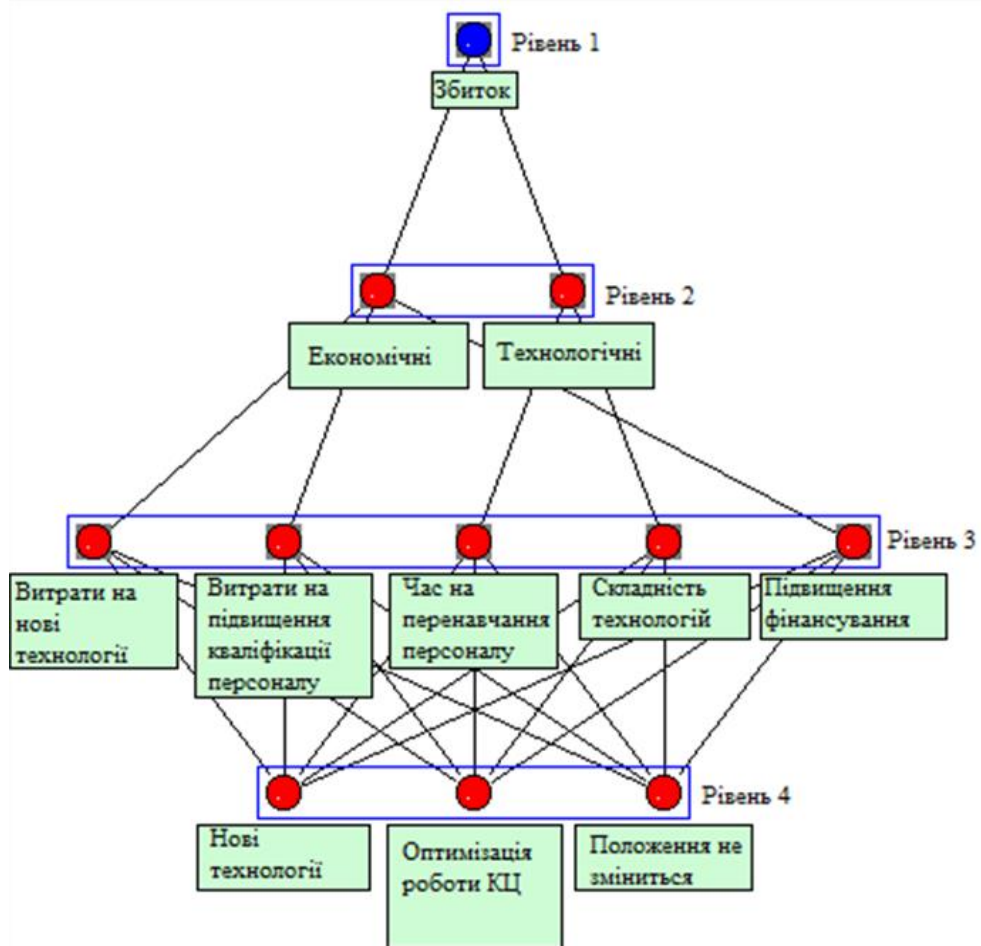 Рівень 1
Збиток
Рівень 2
Економічні
Технологічні
Рівень 3
Витрати на
нові
технології
Витрати на
підвищення
кваліфікації
персоналу
Час на
перенавчання
персоналу
Складність
технологій
Підвищення
фінансування
Рівень 4
Нові
технології
Оптимізація
роботи КЦ
Положення не
зміниться